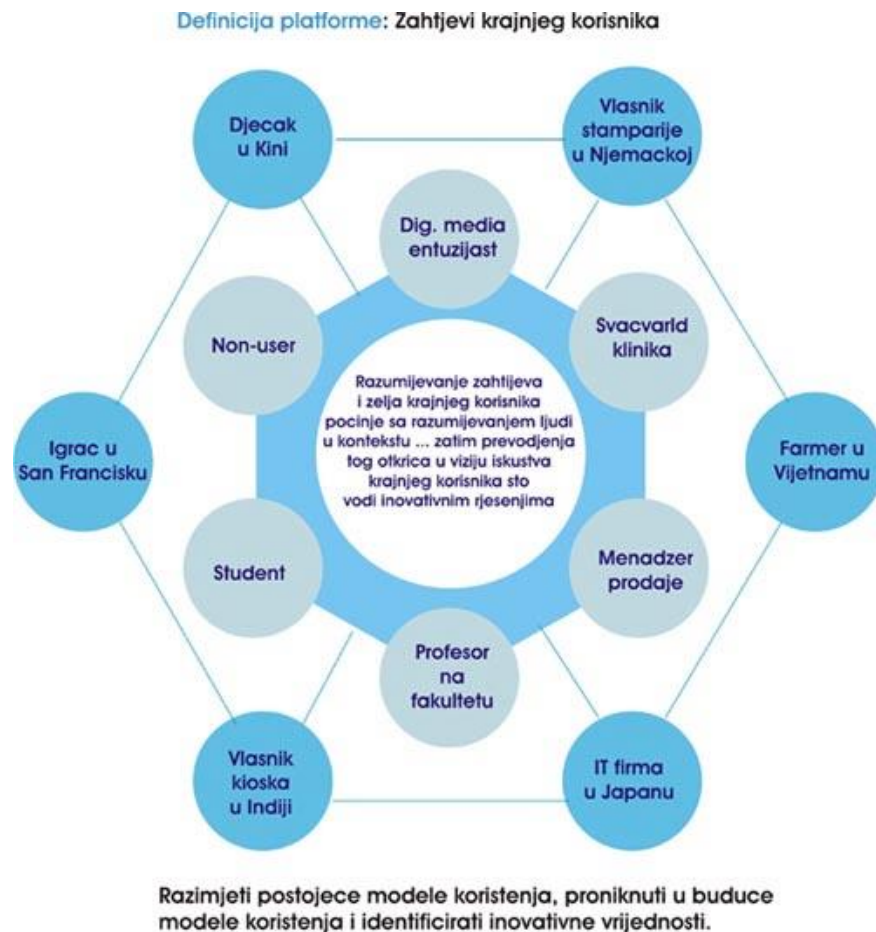 Definicija platforme: Zahtjevi krajnjeg korisnika
Djecak
u Kini
Vlasnik
stamparije
u Njemackoj
Dig. media
entuzijast
Non-user
Svacvarld
klinika
Razumijevanje zahtijeva
i zelja krajnjeg korisnika
pocinje sa razumijevanjem ljudi
u kontekstu ... zatim prevodjenja
tog otkrica u viziju iskustva
krajnjeg korisnika sto
vodi inovativnim rjesenjima
Igrac u
San Francisku
Farmer u
Vijetnamu
Student
Menadzer
prodaje
Profesor
na
fakultetu
Vlasnik
kioska
u Indiji
IT firma
u Japanu
Razimjeti postojece modele koristenja, proniknuti u buduce
modele koristenja i identificirati inovativne vrijednosti.